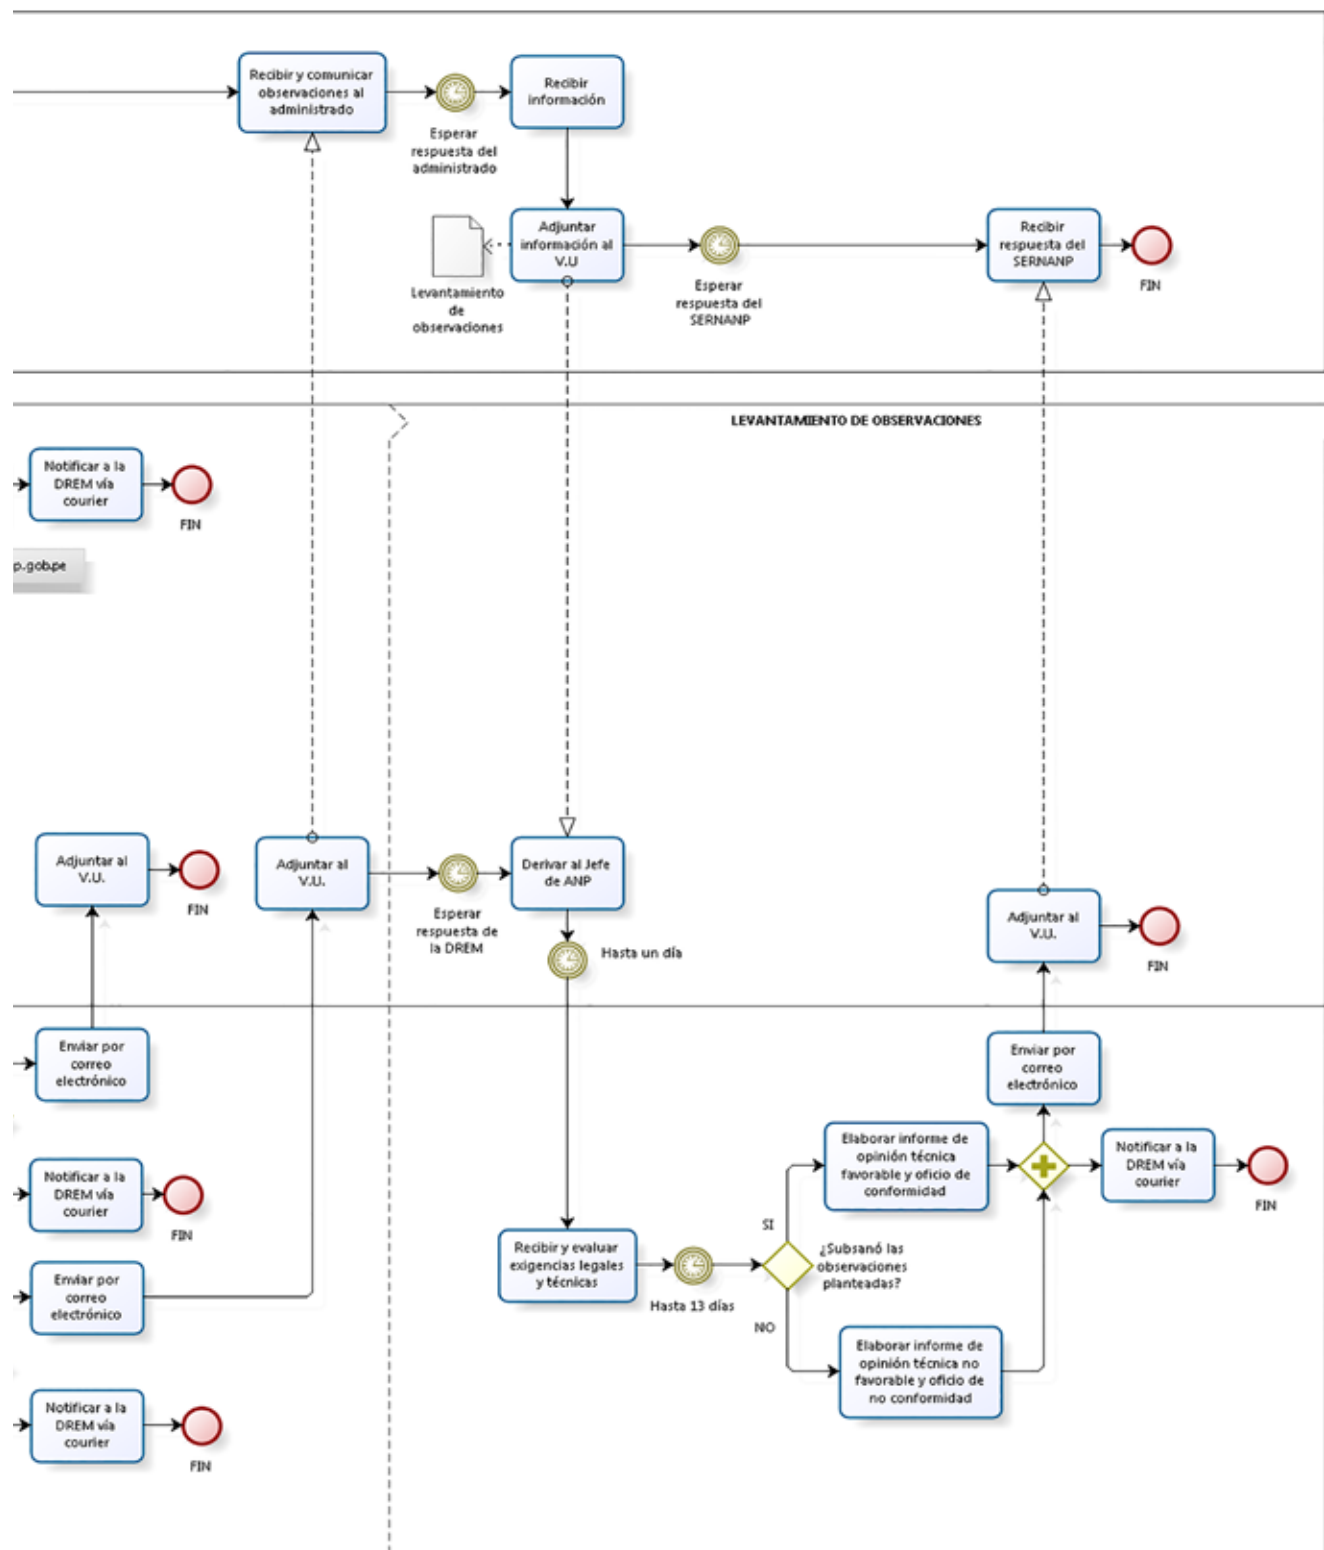 Recibir y comunicar
observaciones al
administrado
Esperar
respuesta del
administrado
Recibir
información
Levantamiento
de
observaciones
Adjuntar
información al
V.U
Esperar
respuesta del
SERNANP
Recibir
respuesta del
SERNANP
FIN
LEVANTAMIENTO DE OBSERVACIONES
Notificar a la
DREM vía
courier
FIN
p.gob.pe
Adjuntar al
V.U.
FIN
Adjuntar al
V.U.
Esperar
respuesta de
la DREM
Derivar al Jefe
de ANP
Hasta un día
Adjuntar al
V.U.
FIN
Enviar por
correo
electrónico
Enviar por
correo
electrónico
Notificar a la
DREM vía
courier
FIN
Elaborar informe de
opinión técnica
favorable y oficio de
conformidad
Notificar a la
DREM vía
courier
FIN
Enviar por
correo
electrónico
Recibir y evaluar
exigencias legales
y técnicas
Hasta 13 días
SI
¿Subsanó las
observaciones
planteadas?
NO
Elaborar informe de
opinión técnica no
favorable y oficio de
no conformidad
Notificar a la
DREM vía
courier
FIN